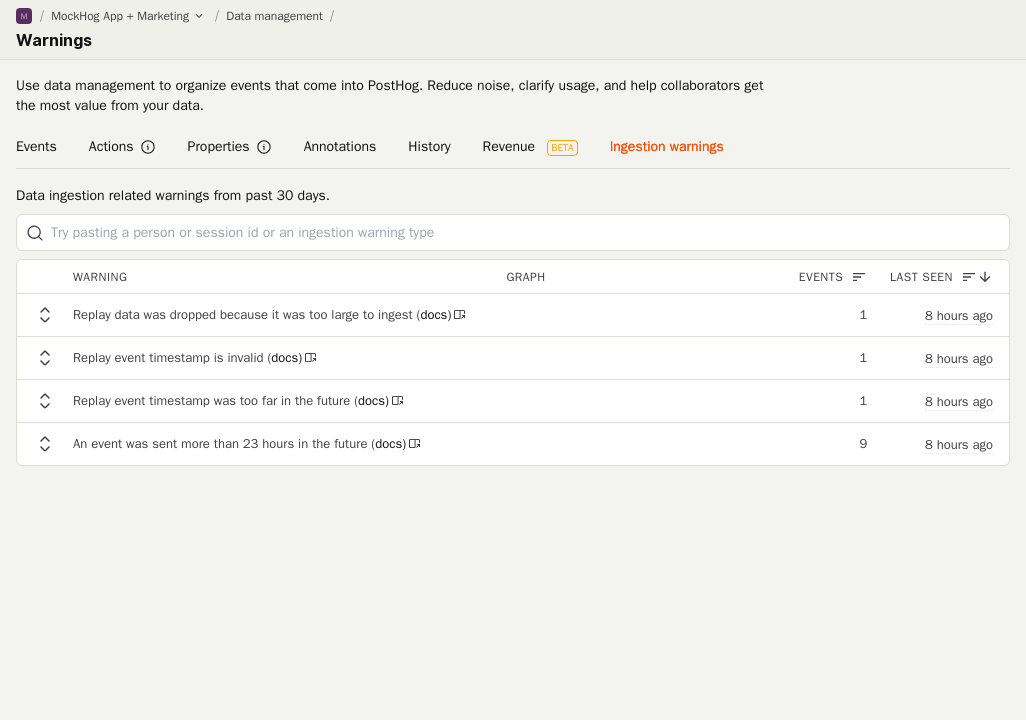 M / MockHog App + Marketing / Data management /
Warnings
Use data management to organize events that come into PostHog. Reduce noise, clarify usage, and help collaborators get
the most value from your data.
Events Actions Properties Annotations History Revenue BETA Ingestion warnings
Data ingestion related warnings from past 30 days.
Try pasting a person or session id or an ingestion warning type
WARNING GRAPH EVENTS LAST SEEN
Replay data was dropped because it was too large to ingest (docs) 1 8 hours ago
Replay event timestamp is invalid (docs) 1 8 hours ago
Replay event timestamp was too far in the future (docs) 1 8 hours ago
An event was sent more than 23 hours in the future (docs) 9 8 hours ago